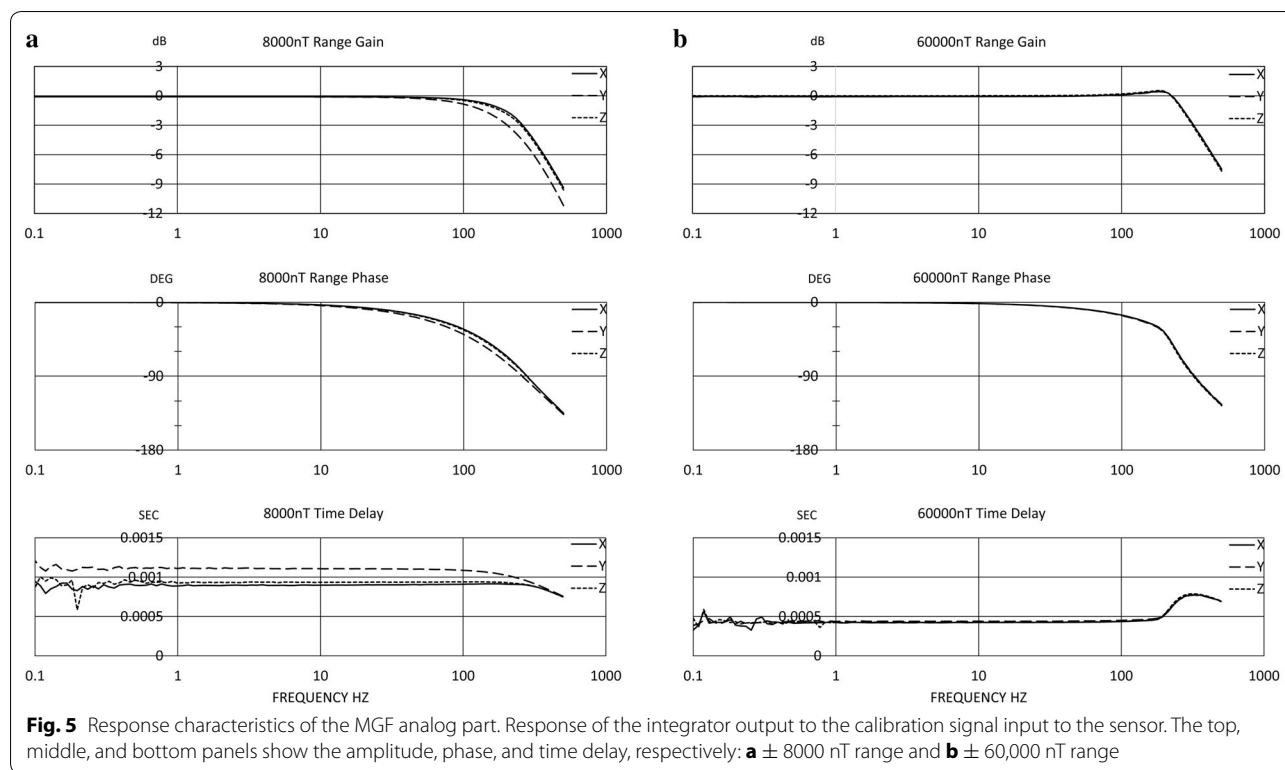 a
dB
8000nT Range Gain
3
0
-3
-6
-9
-12
0.1 1 10 100 1000
X
Y
Z
DEG
8000nT Range Phase
0
-90
-180
0.1 1 10 100 1000
X
Y
Z
SEC
8000nT Time Delay
0.0015
0.001
0.0005
0
0.1 1 10 100 1000
FREQUENCY HZ
X
Y
Z
b
dB
60000nT Range Gain
3
0
-3
-6
-9
-12
0.1 1 10 100 1000
X
Y
Z
DEG
60000nT Range Phase
0
-90
-180
0.1 1 10 100 1000
X
Y
Z
SEC
60000nT Time Delay
0.0015
0.001
0.0005
0
0.1 1 10 100 1000
FREQUENCY HZ
X
Y
Z
Fig. 5 Response characteristics of the MGF analog part. Response of the integrator output to the calibration signal input to the sensor. The top,
middle, and bottom panels show the amplitude, phase, and time delay, respectively: a ± 8000 nT range and b ± 60,000 nT range